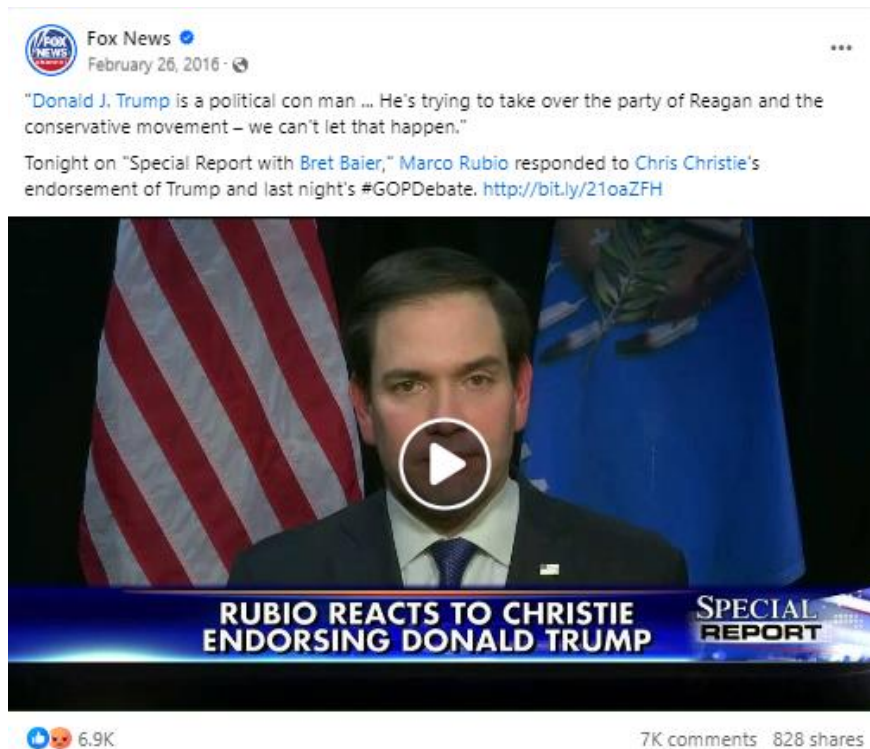 Fox News
February 26, 2016 ·
"Donald J. Trump is a political con man ... He's trying to take over the party of Reagan and the
conservative movement – we can't let that happen."
Tonight on "Special Report with Bret Baier," Marco Rubio responded to Chris Christie's
endorsement of Trump and last night's #GOPDebate. http://bit.ly/21oaZFH
RUBIO REACTS TO CHRISTIE
ENDORSING DONALD TRUMP
SPECIAL
REPORT
6.9K
7K comments 828 shares